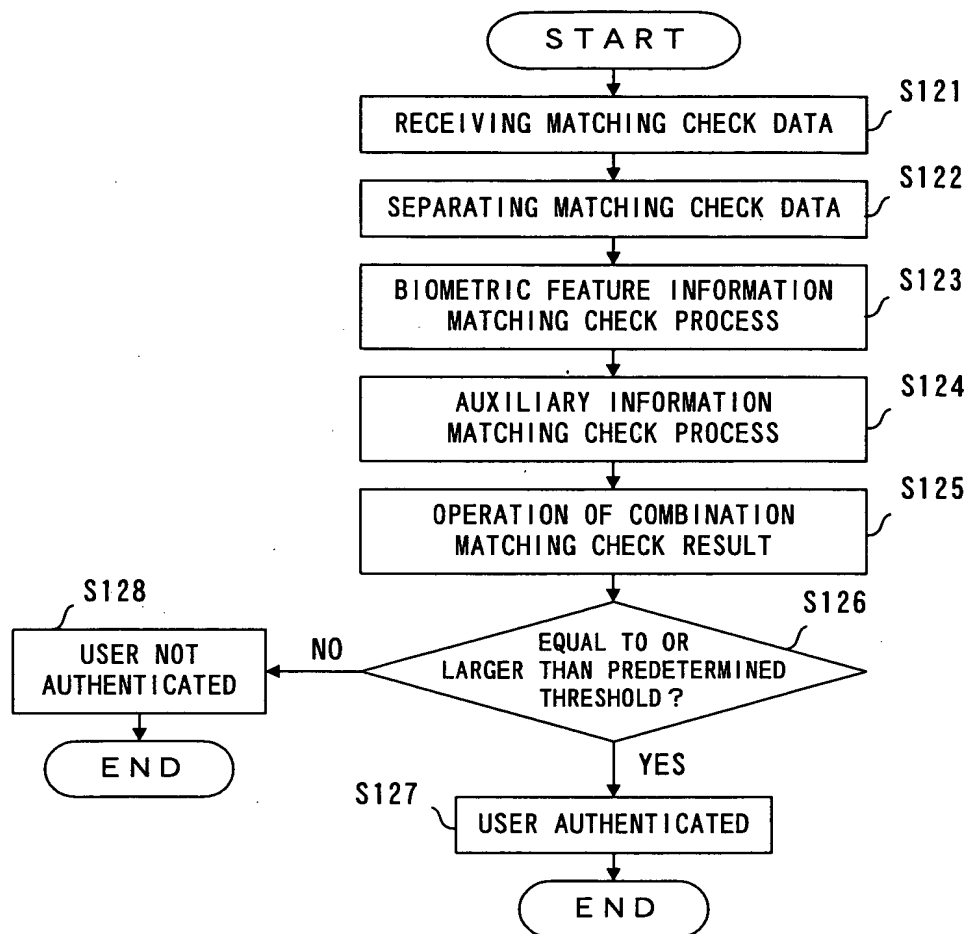 START
S121
RECEIVING MATCHING CHECK DATA
S122
SEPARATING MATCHING CHECK DATA
S123
BIOMETRIC FEATURE INFORMATION
MATCHING CHECK PROCESS
S124
AUXILIARY INFORMATION
MATCHING CHECK PROCESS
S125
OPERATION OF COMBINATION
MATCHING CHECK RESULT
S126
EQUAL TO OR
LARGER THAN PREDETERMINED
THRESHOLD?
NO
S128
USER NOT
AUTHENTICATED
END
YES
S127
USER AUTHENTICATED
END